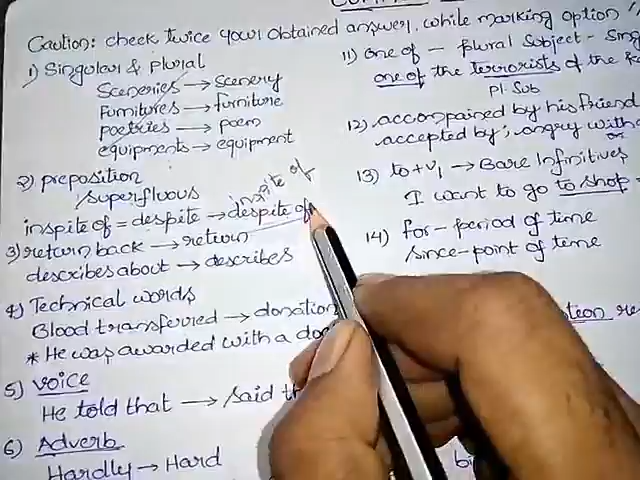 Caution: check twice your obtained answer, while marking option
1) Singular & Plural
Sceneries → Scenery
Furnitures → furniture
poetries → poem
equipments → equipment
2) preposition
/superfluous
inspite of
inspite of = despite → despite of
3) return back → return
describes about → describes
4) Technical words
Blood transferred → donation
* He was awarded with a
5) Voice
He told that → said
6) Adverb
Hardly → Hard
11) One of - plural Subject - Sing
one of the terrorists of the
pl. Sub
12) accompained by his friend
accepted by; angry with
on
13) to+V1 → Bare Infinitives
I want to go to shop
14) for - period of time
since - point of time